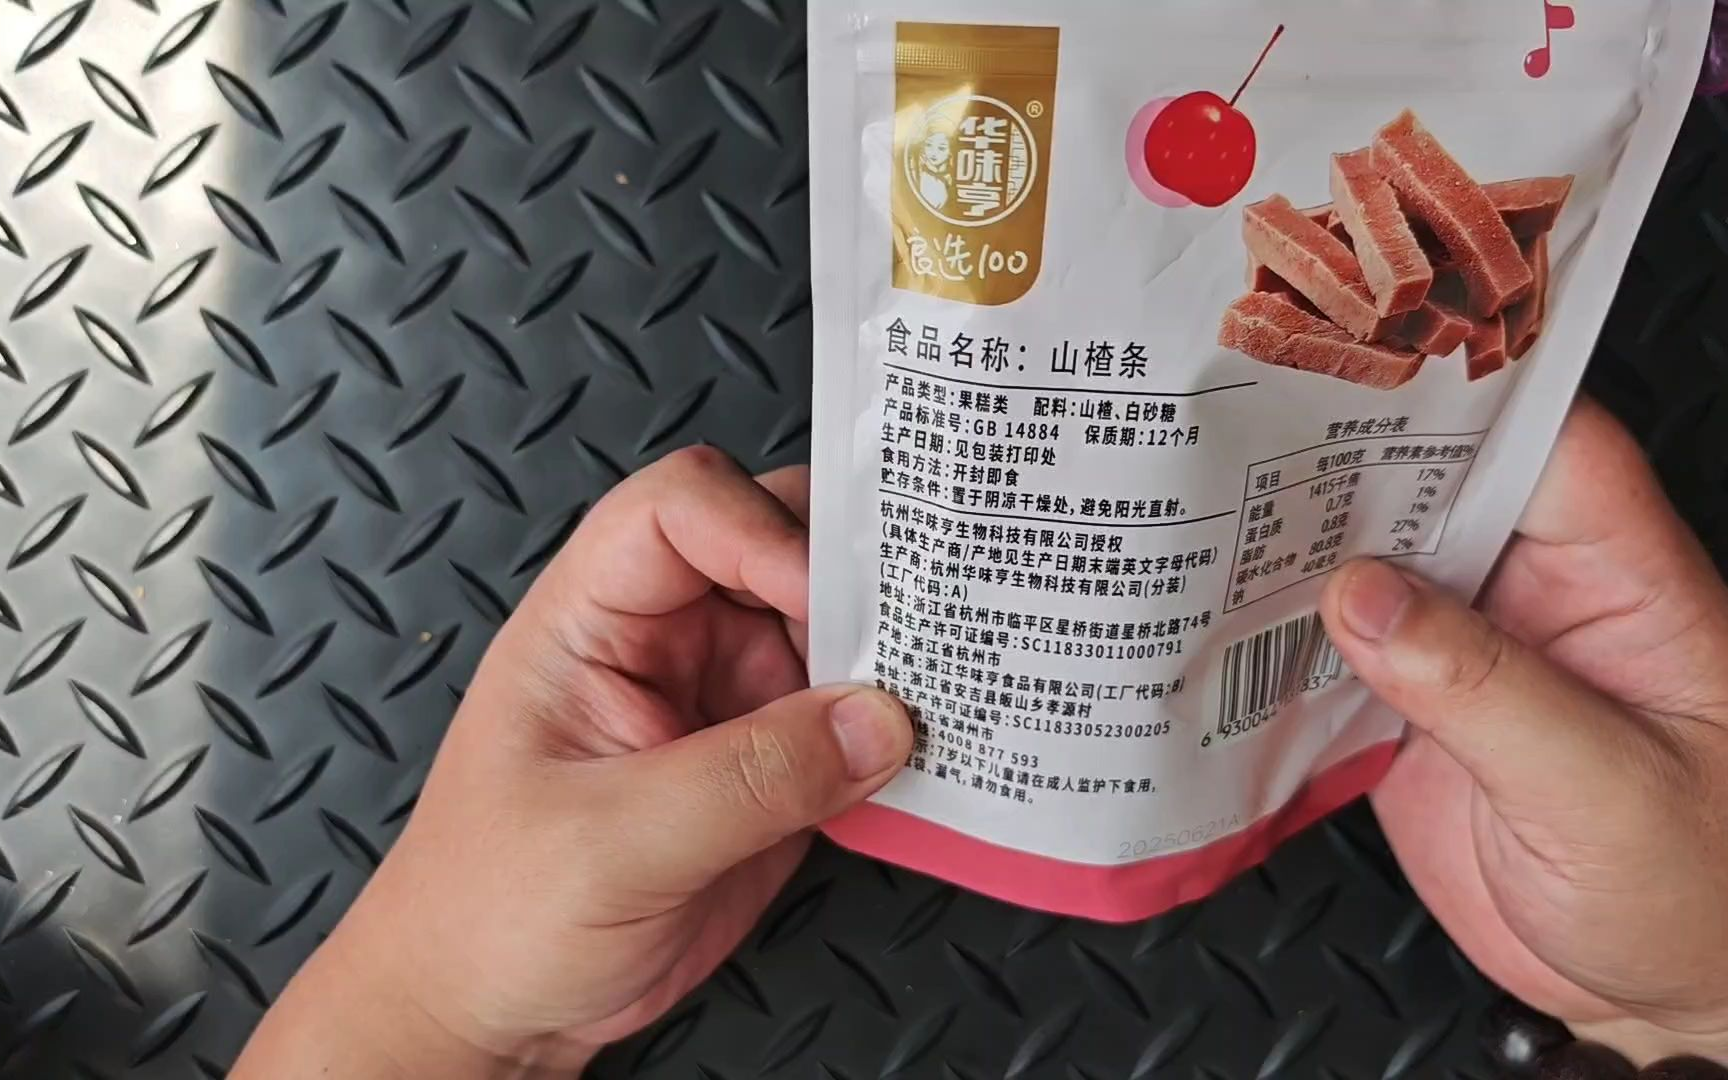 华味亨®
良选100
食品名称：山楂条
产品类型：果糕类 配料：山楂、白砂糖
产品标准号：GB 14884 保质期：12个月
生产日期：见包装打印处
食用方法：开封即食
贮存条件：置于阴凉干燥处，避免阳光直射。
杭州华味亨生物科技有限公司授权
(具体生产商/产地见生产日期末端英文字母代码)
生产商：杭州华味亨生物科技有限公司(分装)
(工厂代码：A)
地址：浙江省杭州市临平区星桥街道星桥北路74号
食品生产许可证编号：SC11833011000791
产地：浙江省杭州市
生产商：浙江华味亨食品有限公司(工厂代码：B)
地址：浙江省安吉县皈山乡孝源村
食品生产许可证编号：SC11833052300205
浙江省湖州市
4008 877 593
7岁以下儿童请在成人监护下食用，
袋、漏气，请勿食用。
20250621A
营养成分表
项目 每100克 营养素参考值%
能量 1415千焦 17%
蛋白质 0.7克 1%
脂肪 0.8克 1%
碳水化合物 80.8克 27%
钠 40毫克 2%